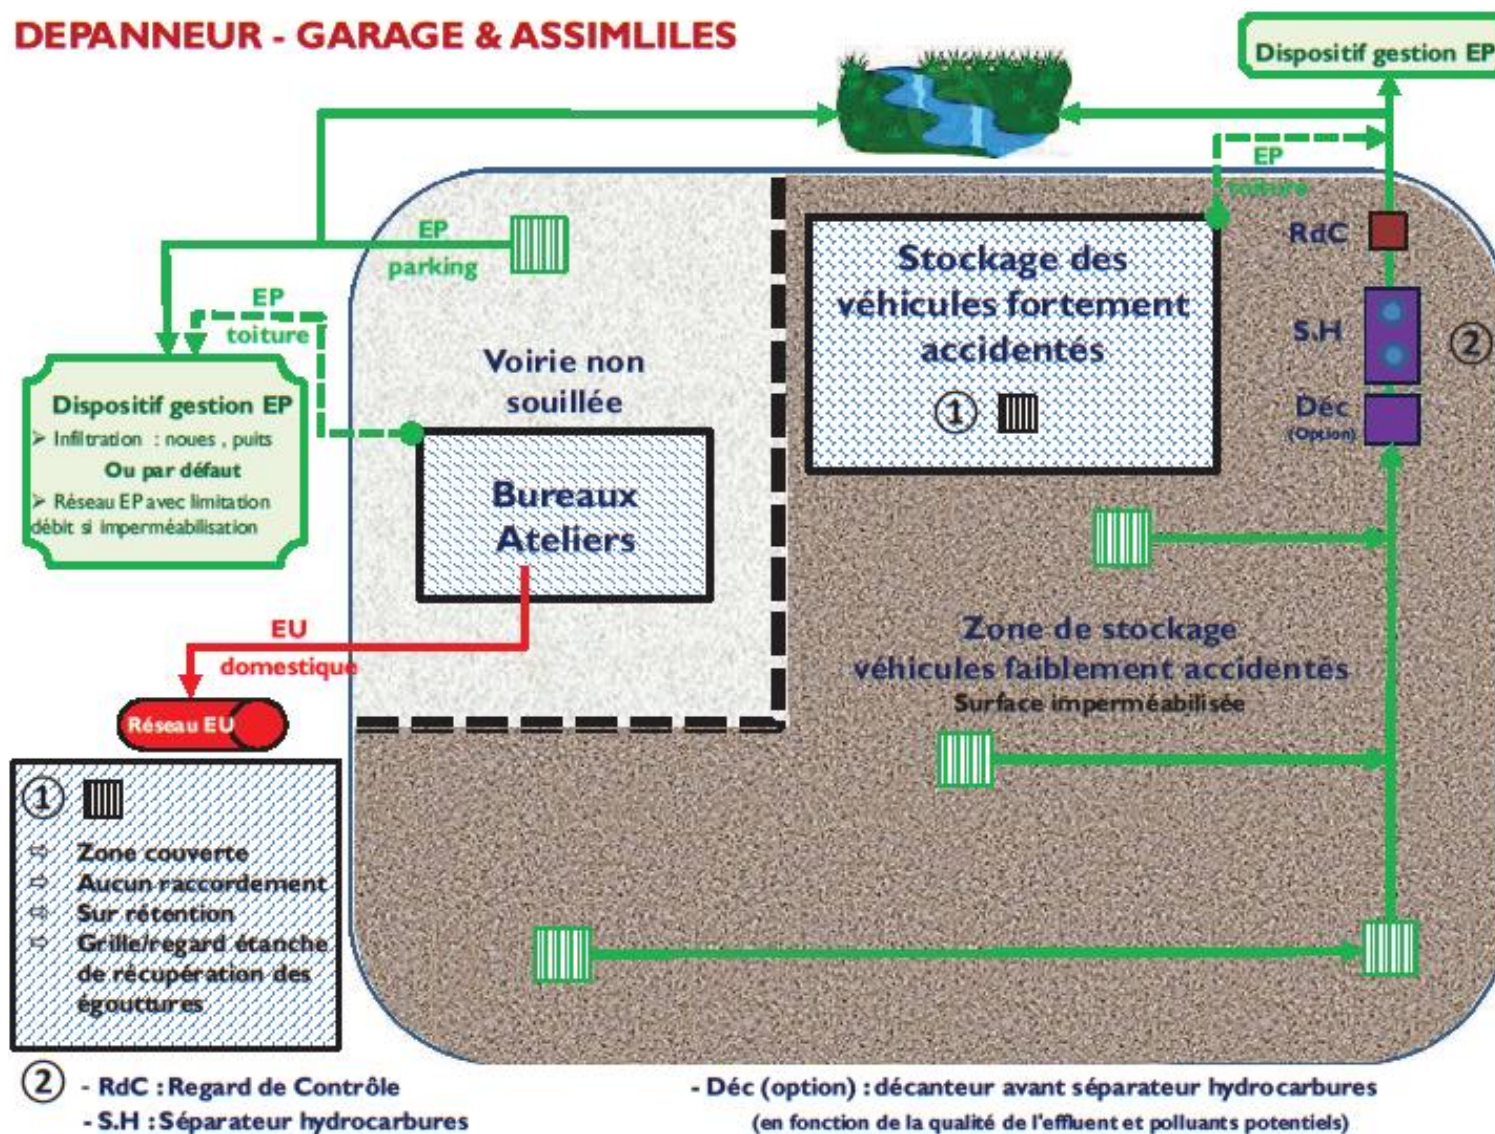 DEPANNEUR - GARAGE & ASSIMLILES
Dispositif gestion EP
EP
toiture
EP
parking
RdC
Stockage des
véhicules fortement
accidentés
①
EP
toiture
S.H
②
Voirie non
souillée
Déc
(Option)
Dispositif gestion EP
➢ Infiltration : noues , puits
Ou par défaut
➢ Réseau EP avec limitation
débit si imperméabilisation
Bureaux
Ateliers
EU
domestique
Zone de stockage
véhicules faiblement accidentés
Surface imperméabilisée
Réseau EU
①
⇨ Zone couverte
⇨ Aucun raccordement
⇨ Sur rétention
⇨ Grille/regard étanche
de récupération des
égouttures
② - RdC : Regard de Contrôle
- S.H : Séparateur hydrocarbures
- Déc (option) : décanteur avant séparateur hydrocarbures
(en fonction de la qualité de l'effluent et polluants potentiels)